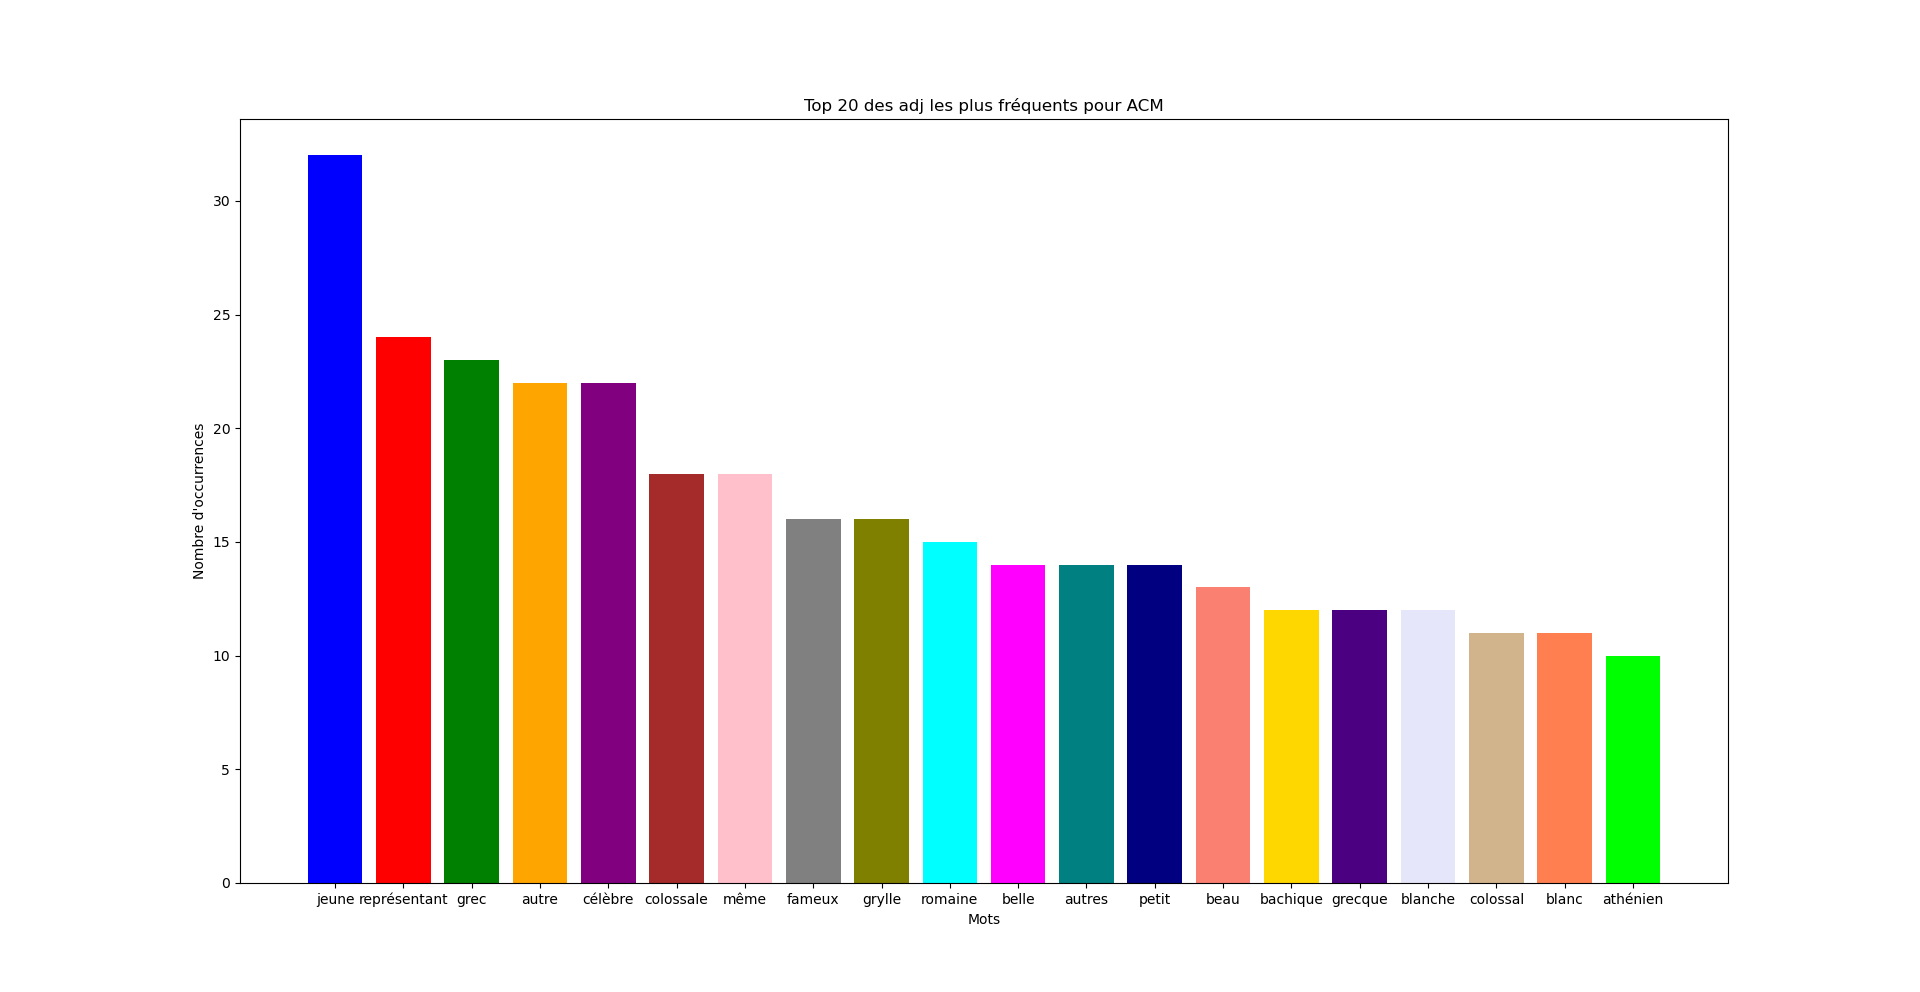 Top 20 des adj les plus fréquents pour ACM
Nombre d'occurrences
30
25
20
15
10
5
0
jeune représentant grec autre célèbre colossale même fameux grylle romaine belle autres petit beau bachique grecque blanche colossal blanc athénien
Mots